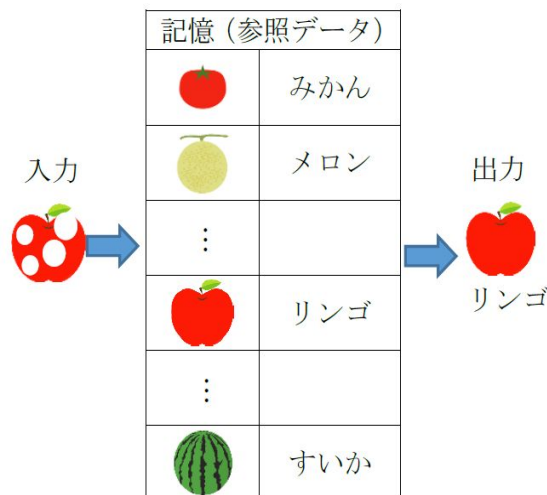 記憶（参照データ）
みかん
メロン
入力
出力
⋮
リンゴ
リンゴ
⋮
すいか